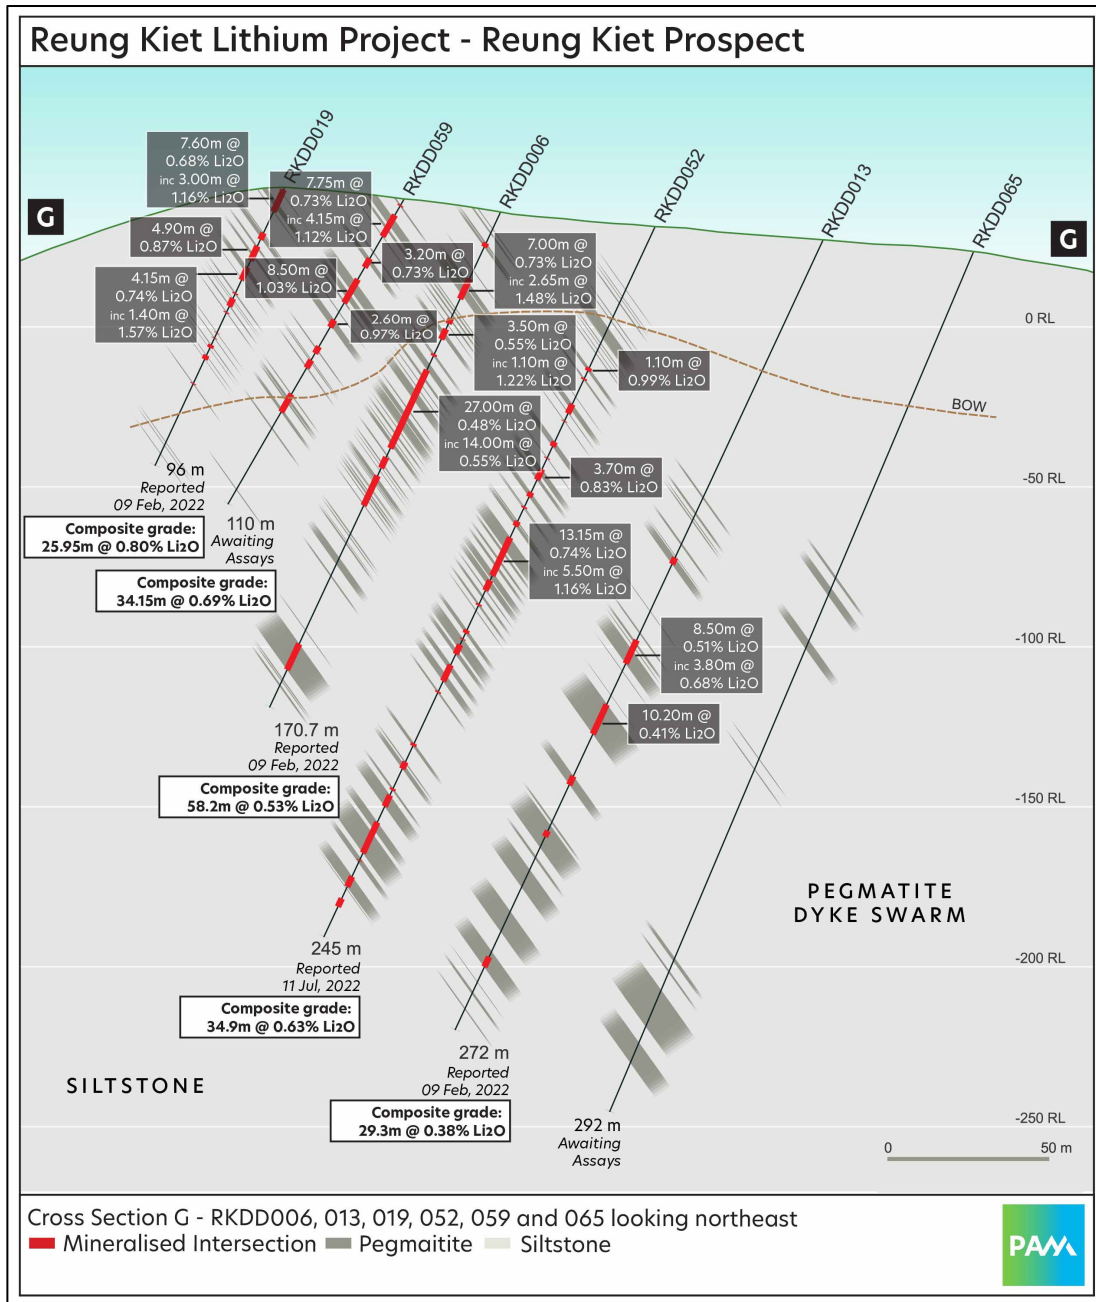 Reung Kiet Lithium Project - Reung Kiet Prospect
RKDD019
RKDD059
RKDD006
RKDD052
RKDD013
RKDD065
G
G
7.60m @
0.68% Li2O
inc 3.00m @
1.16% Li2O
7.75m @
0.73% Li2O
inc 4.15m @
1.12% Li2O
4.90m @
0.87% Li2O
3.20m @
0.73% Li2O
7.00m @
0.73% Li2O
inc 2.65m @
1.48% Li2O
4.15m @
0.74% Li2O
inc 1.40m @
1.57% Li2O
8.50m @
1.03% Li2O
2.60m @
0.97% Li2O
3.50m @
0.55% Li2O
inc 1.10m @
1.22% Li2O
1.10m @
0.99% Li2O
0 RL
BOW
27.00m @
0.48% Li2O
inc 14.00m @
0.55% Li2O
3.70m @
0.83% Li2O
-50 RL
96 m
Reported
09 Feb, 2022
Composite grade:
25.95m @ 0.80% Li2O
110 m
Awaiting
Assays
Composite grade:
34.15m @ 0.69% Li2O
13.15m @
0.74% Li2O
inc 5.50m @
1.16% Li2O
-100 RL
8.50m @
0.51% Li2O
inc 3.80m @
0.68% Li2O
10.20m @
0.41% Li2O
170.7 m
Reported
09 Feb, 2022
Composite grade:
58.2m @ 0.53% Li2O
-150 RL
PEGMATITE
DYKE SWARM
245 m
Reported
11 Jul, 2022
Composite grade:
34.9m @ 0.63% Li2O
-200 RL
272 m
Reported
09 Feb, 2022
Composite grade:
29.3m @ 0.38% Li2O
SILTSTONE
292 m
Awaiting
Assays
-250 RL
0 50 m
Cross Section G - RKDD006, 013, 019, 052, 059 and 065 looking northeast
Mineralised Intersection Pegmaitite Siltstone
PAM